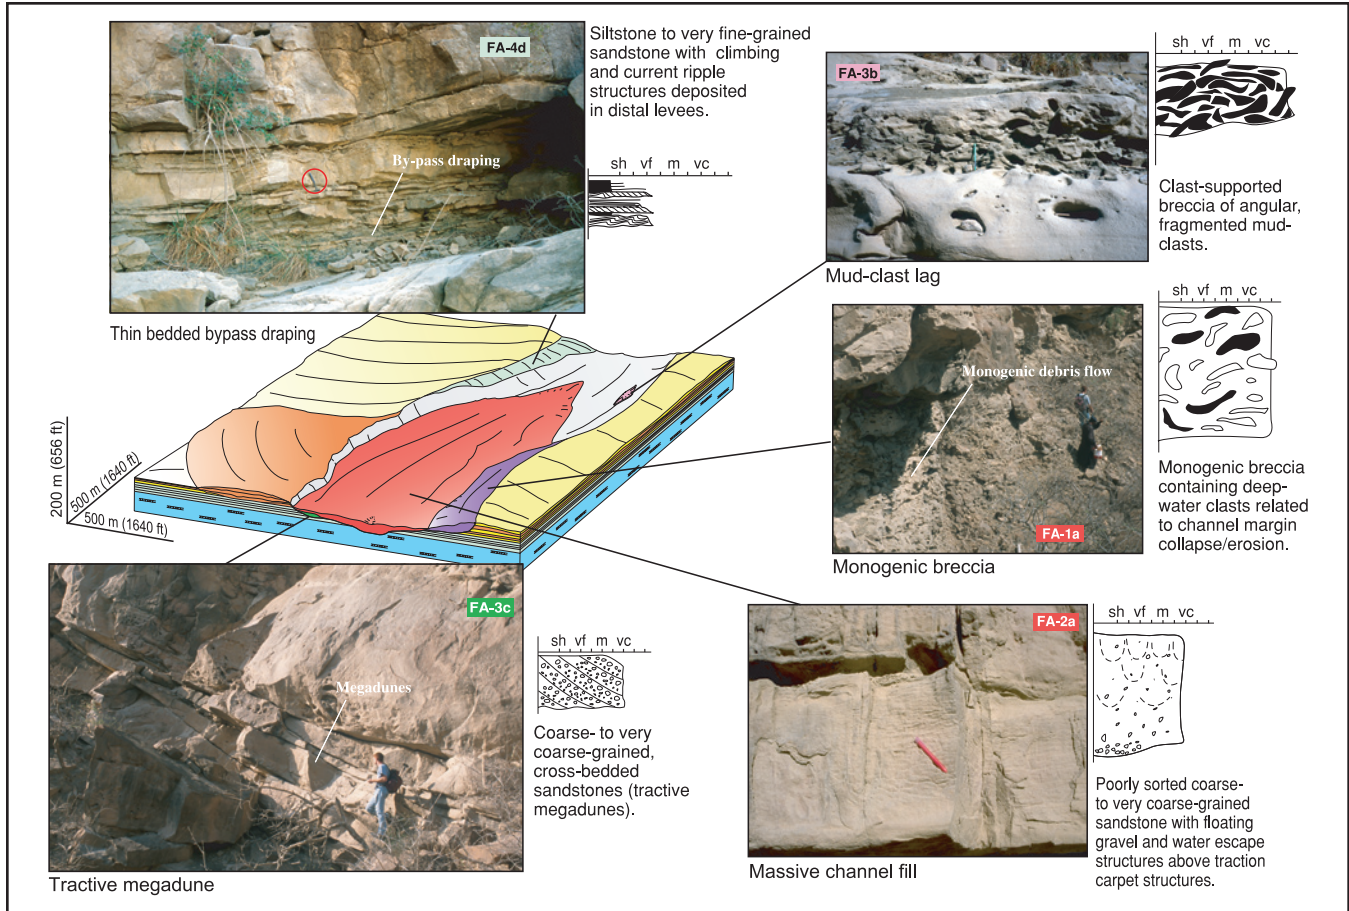 FA-4d
By-pass draping
Thin bedded bypass draping
Siltstone to very fine-grained
sandstone with climbing
and current ripple
structures deposited
in distal levees.
sh vf m vc
FA-3b
Mud-clast lag
sh vf m vc
Clast-supported
breccia of angular,
fragmented mud-
clasts.
Monogenic debris flow
FA-1a
Monogenic breccia
sh vf m vc
Monogenic breccia
containing deep-
water clasts related
to channel margin
collapse/erosion.
200 m (656 ft)
500 m (1640 ft)
500 m (1640 ft)
FA-3c
Megadunes
Tractive megadune
sh vf m vc
Coarse- to very
coarse-grained,
cross-bedded
sandstones (tractive
megadunes).
FA-2a
Massive channel fill
sh vf m vc
Poorly sorted coarse-
to very coarse-grained
sandstone with floating
gravel and water escape
structures above traction
carpet structures.